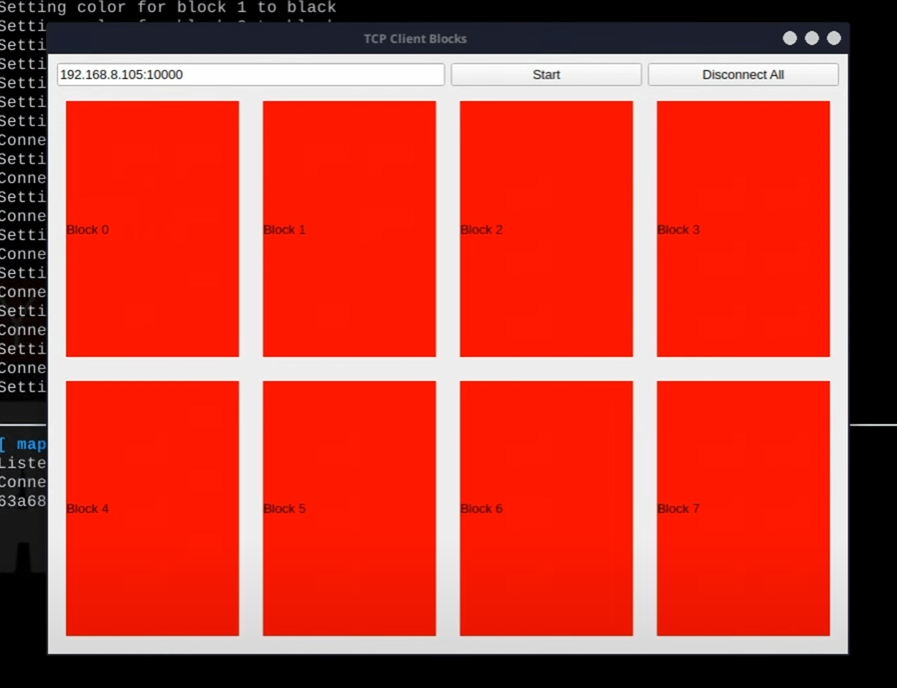 Setting color for block 1 to black
TCP Client Blocks
192.168.8.105:10000
Start
Disconnect All
Block 0
Block 1
Block 2
Block 3
Block 4
Block 5
Block 6
Block 7
Setti
Setti
Setti
Setti
Setti
Setti
Conne
Setti
Conne
Setti
Conne
Setti
Conne
Setti
Conne
Setti
Conne
Setti
Conne
Setti
[ map
Liste
Conne
63a68